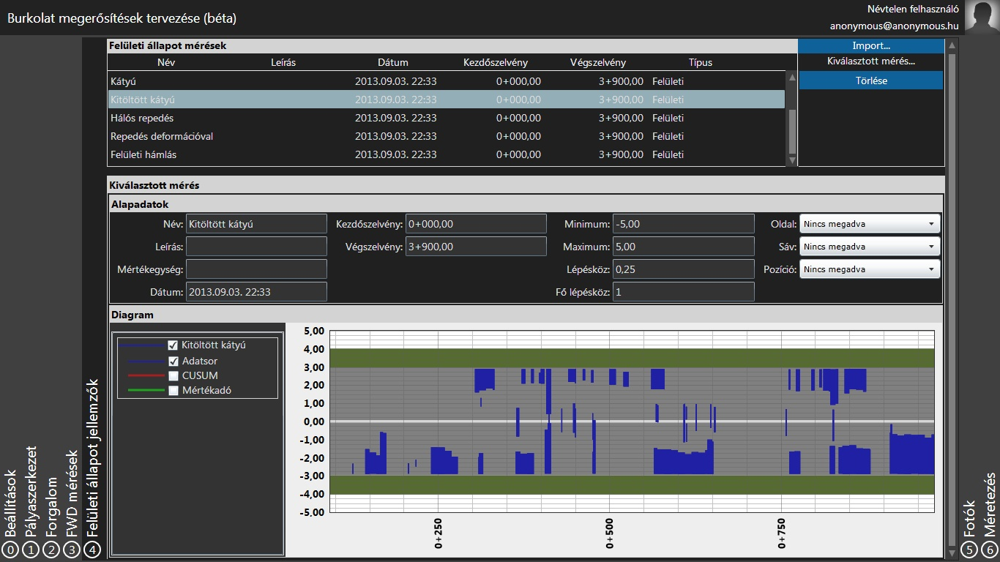 Burkolat megerősítések tervezése (béta)
Névtelen felhasználó
anonymous@anonymous.hu
Felületi állapot mérések
Név Leírás Dátum Kezdőszelvény Végszelvény Típus
Kátyú 2013.09.03. 22:33 0+000,00 3+900,00 Felületi
Kitöltött kátyú 2013.09.03. 22:33 0+000,00 3+900,00 Felületi
Hálós repedés 2013.09.03. 22:33 0+000,00 3+900,00 Felületi
Repedés deformációval 2013.09.03. 22:33 0+000,00 3+900,00 Felületi
Felületi hámlás 2013.09.03. 22:33 0+000,00 3+900,00 Felületi
Import...
Kiválasztott mérés...
Törlése
Kiválasztott mérés
Alapadatok
Név: Kitöltött kátyú Kezdőszelvény: 0+000,00 Minimum: -5,00 Oldal: Nincs megadva
Leírás: Végszelvény: 3+900,00 Maximum: 5,00 Sáv: Nincs megadva
Mértékegység: Lépésköz: 0,25 Pozíció: Nincs megadva
Dátum: 2013.09.03. 22:33 Fő lépésköz: 1
Diagram
Kitöltött kátyú
Adatsor
CUSUM
Mértékadó
5,00
4,00
3,00
2,00
1,00
0,00
-1,00
-2,00
-3,00
-4,00
-5,00
0+250
0+500
0+750
0 Beállítások
1 Pályaszerkezet
2 Forgalom
3 FWD mérések
4 Felületi állapot jellemzők
5 Fotók
6 Méretezés